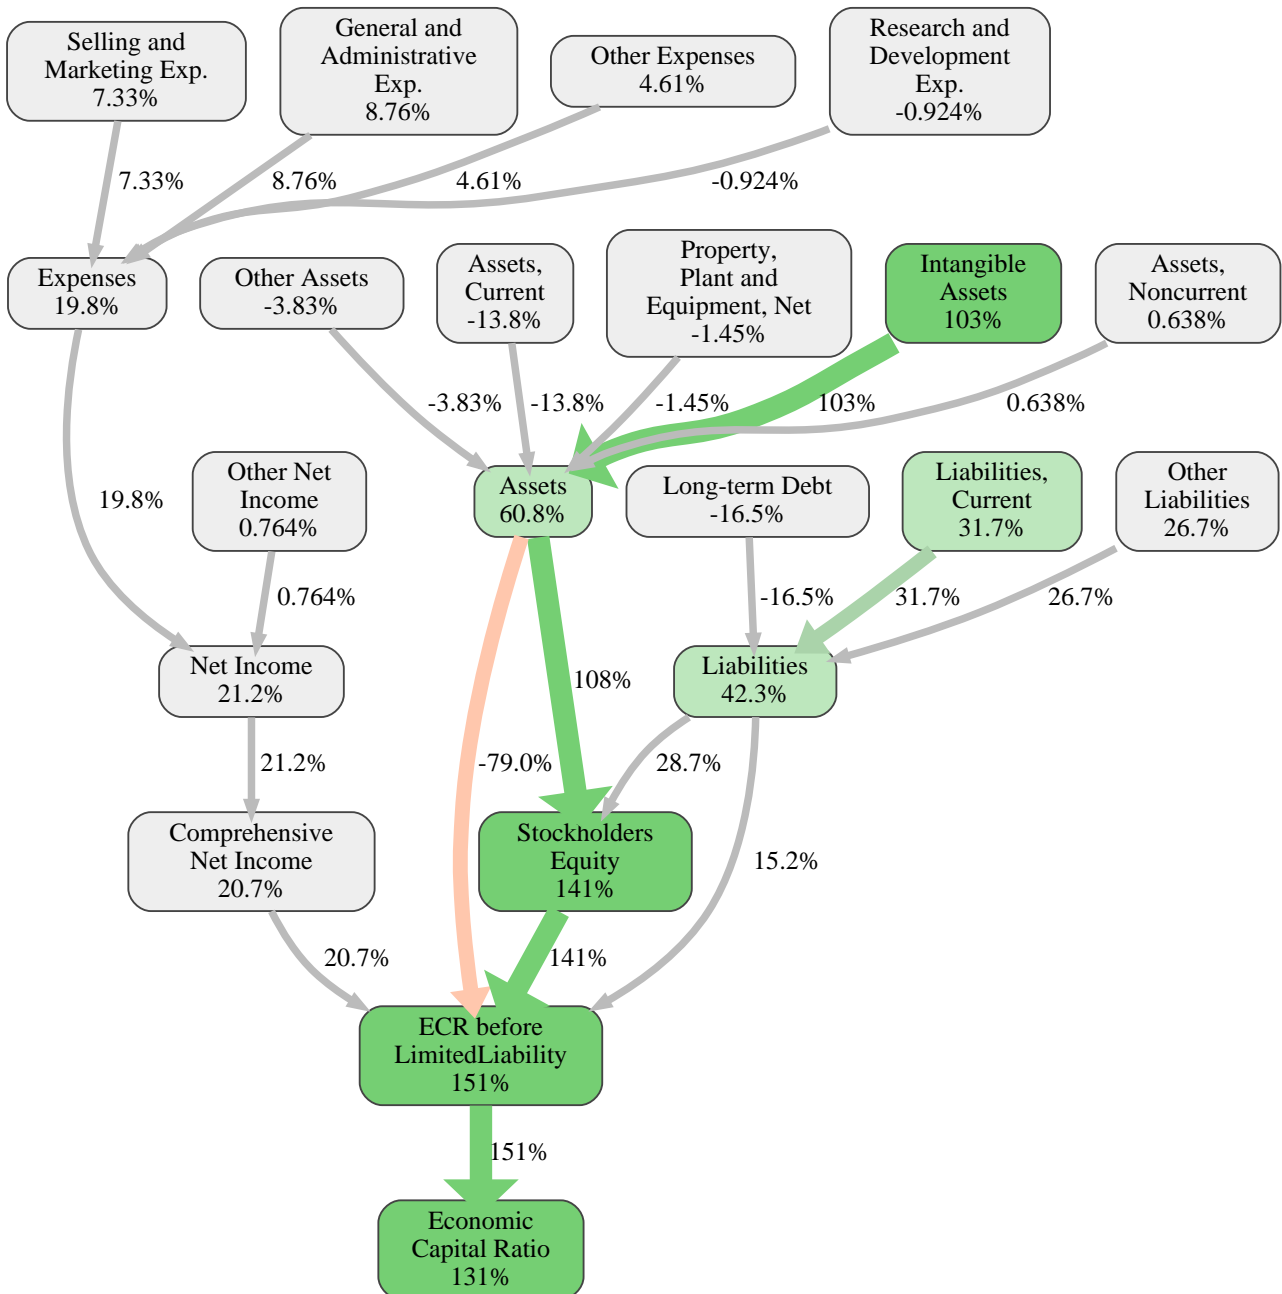 Selling and
Marketing Exp.
7.33%
General and
Administrative
Exp.
8.76%
Other Expenses
4.61%
Research and
Development
Exp.
-0.924%
7.33%
8.76%
4.61%
-0.924%
Expenses
19.8%
Other Assets
-3.83%
Assets,
Current
-13.8%
Property,
Plant and
Equipment, Net
-1.45%
Intangible
Assets
103%
Assets,
Noncurrent
0.638%
-3.83%
-13.8%
-1.45%
103%
0.638%
19.8%
Other Net
Income
0.764%
Assets
60.8%
Long-term Debt
-16.5%
Liabilities,
Current
31.7%
Other
Liabilities
26.7%
0.764%
-16.5%
31.7%
26.7%
Net Income
21.2%
108%
Liabilities
42.3%
21.2%
-79.0%
28.7%
Comprehensive
Net Income
20.7%
Stockholders
Equity
141%
15.2%
20.7%
141%
ECR before
LimitedLiability
151%
151%
Economic
Capital Ratio
131%